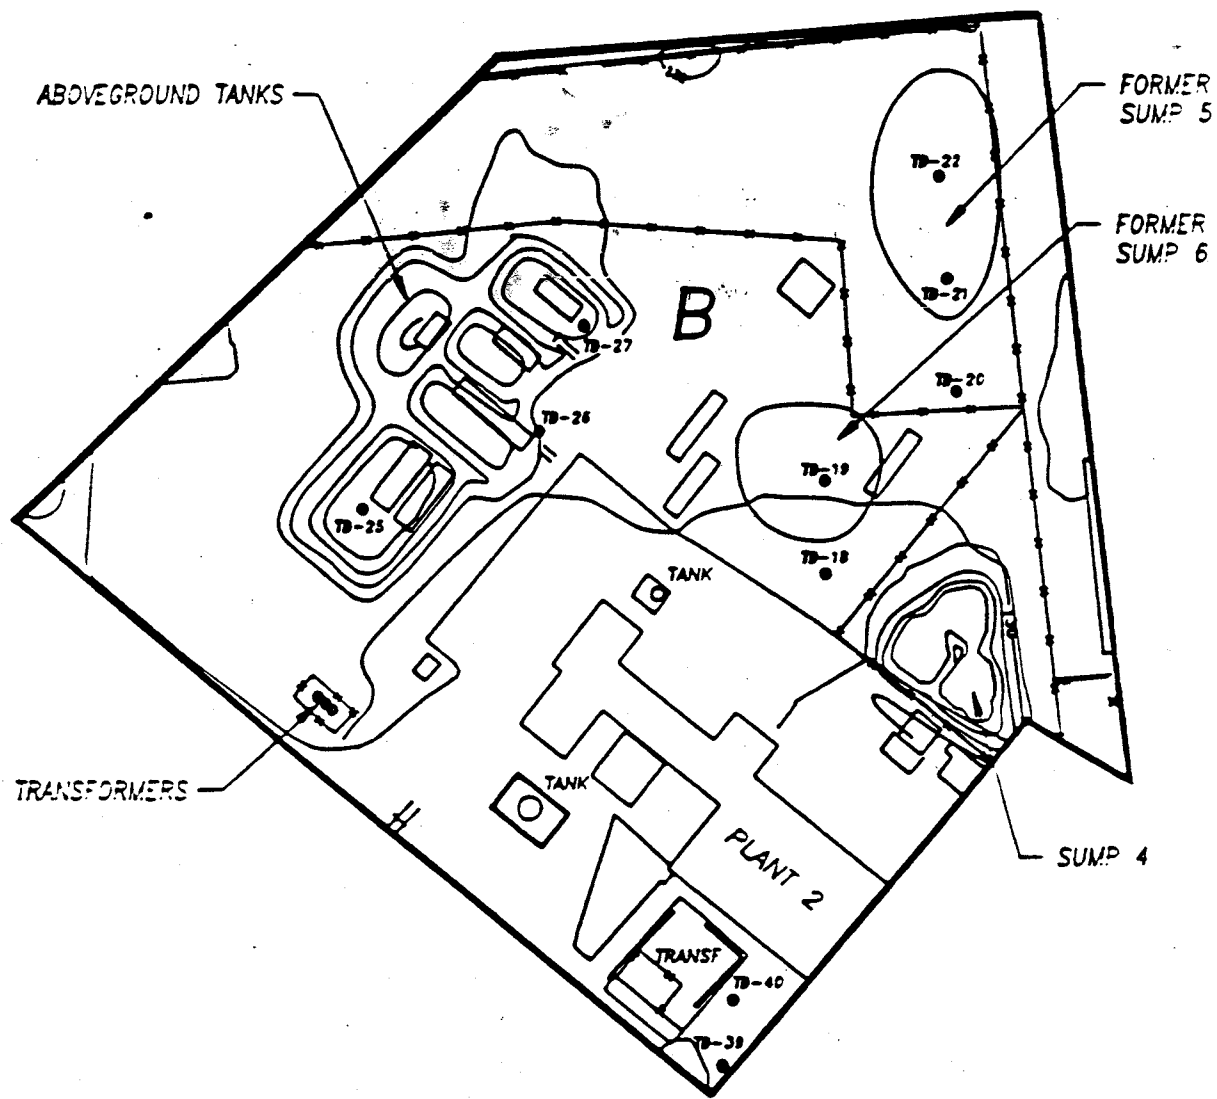 ABOVEGROUND TANKS
FORMER
SUMP 5
TB-22
FORMER
SUMP 6
TB-21
B
TB-27
TB-20
TB-26
TB-19
TB-25
TB-18
TANK
TRANSFORMERS
TANK
PLANT 2
SUMP 4
TRANSF
TB-40
TB-39